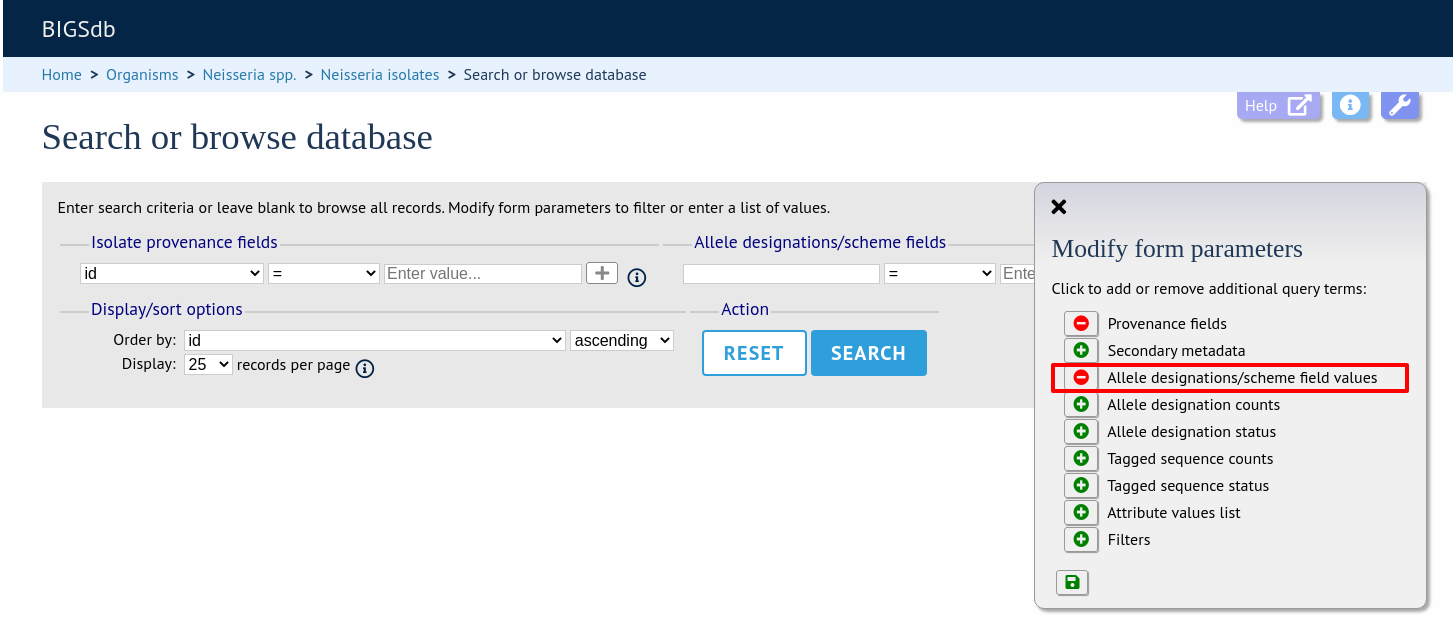 BIGSdb
Home > Organisms > Neisseria spp. > Neisseria isolates > Search or browse database
Help
Search or browse database
Enter search criteria or leave blank to browse all records. Modify form parameters to filter or enter a list of values.
Isolate provenance fields
id = Enter value...
Allele designations/scheme fields
= Ente
Display/sort options
Order by: id ascending
Display: 25 records per page
Action
RESET SEARCH
Modify form parameters
Click to add or remove additional query terms:
Provenance fields
Secondary metadata
Allele designations/scheme field values
Allele designation counts
Allele designation status
Tagged sequence counts
Tagged sequence status
Attribute values list
Filters